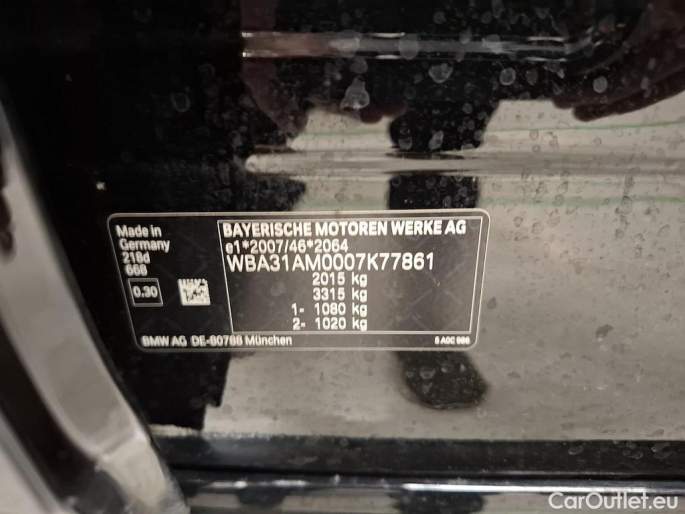 Made in
Germany
218d
668
0.30
BAYERISCHE MOTOREN WERKE AG
e1*2007/46*2064
WBA31AM0007K77861
2015 kg
3315 kg
1- 1080 kg
2- 1020 kg
BMW AG DE-80788 München
CarOutlet.eu